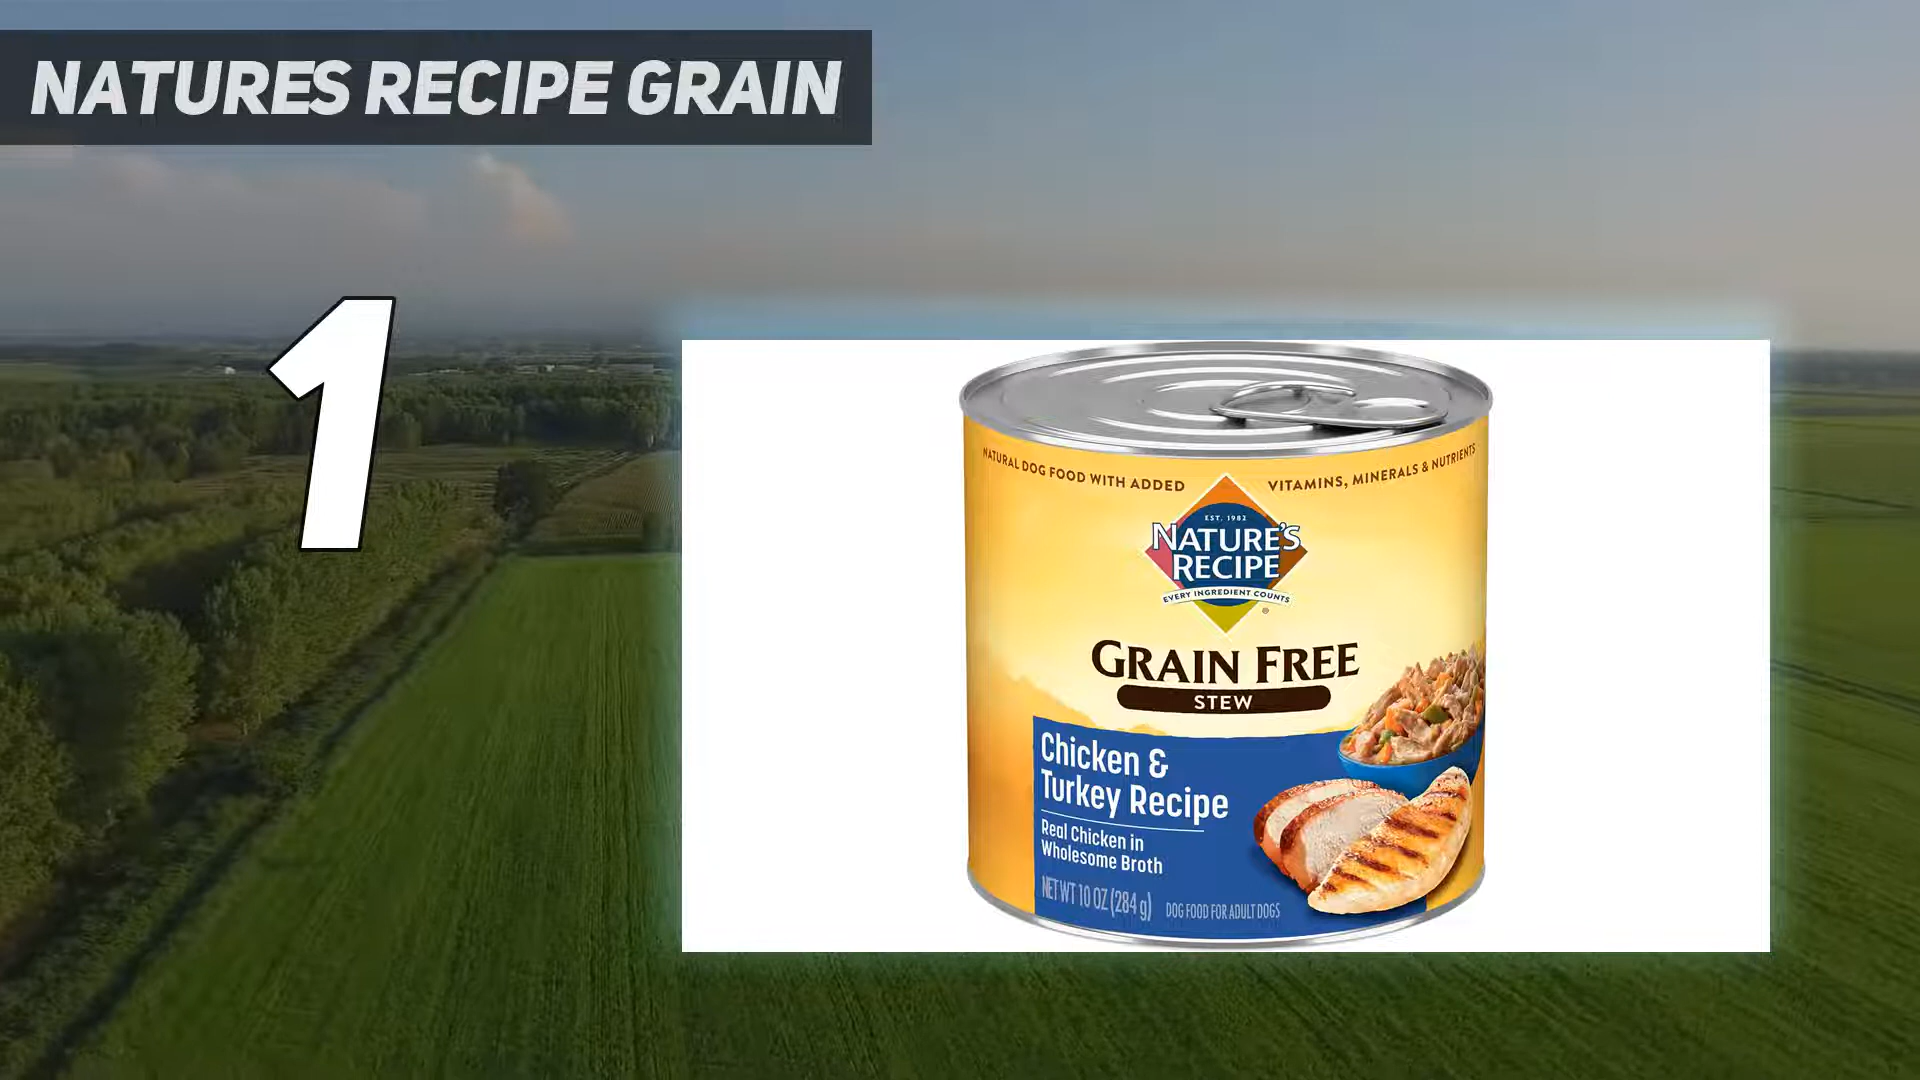 NATURES RECIPE GRAIN
1
NATURAL DOG FOOD WITH ADDED VITAMINS, MINERALS & NUTRIENTS
EST. 1982
NATURE'S
RECIPE
EVERY INGREDIENT COUNTS
®
GRAIN FREE
STEW
Chicken &
Turkey Recipe
Real Chicken in
Wholesome Broth
NET WT 10 OZ (284 g) DOG FOOD FOR ADULT DOGS